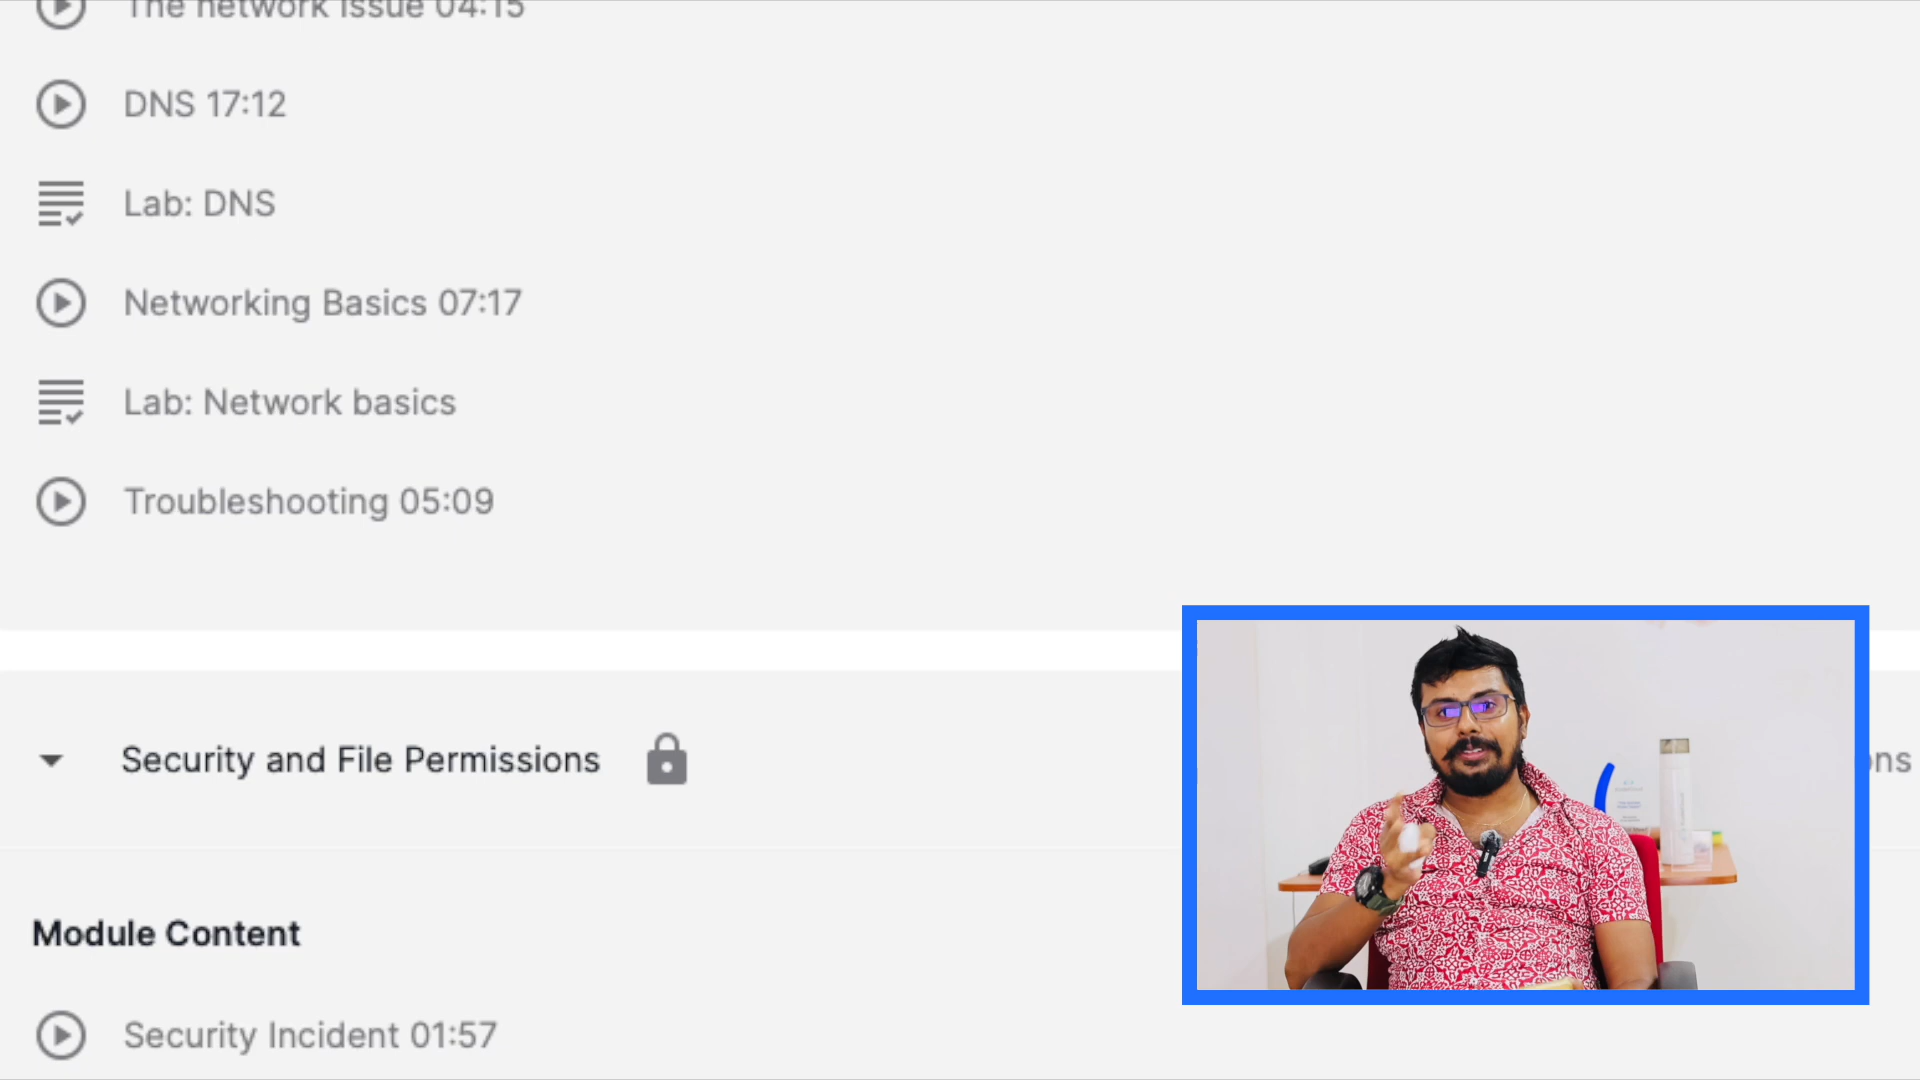 The network issue 04:15
DNS 17:12
Lab: DNS
Networking Basics 07:17
Lab: Network basics
Troubleshooting 05:09
Security and File Permissions
Module Content
Security Incident 01:57